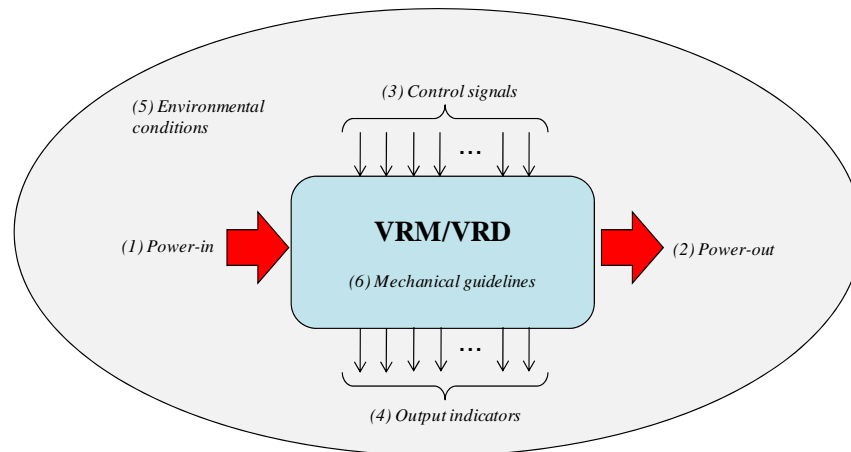 (3) Control signals
(5) Environmental
conditions
...
VRM/VRD
(1) Power-in
(2) Power-out
(6) Mechanical guidelines
...
(4) Output indicators